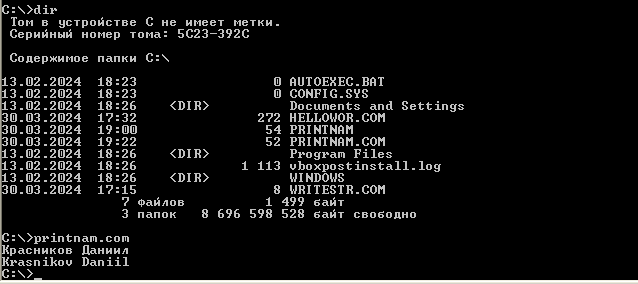 C:\>dir
Том в устройстве C не имеет метки.
Серийный номер тома: 5C23-392C
Содержимое папки C:\
13.02.2024 18:23 0 AUTOEXEC.BAT
13.02.2024 18:23 0 CONFIG.SYS
13.02.2024 18:26 <DIR> Documents and Settings
30.03.2024 17:32 272 HELLOWOR.COM
30.03.2024 19:00 54 PRINTNAM
30.03.2024 19:22 52 PRINTNAM.COM
13.02.2024 18:26 <DIR> Program Files
13.02.2024 18:26 1 113 vboxpostinstall.log
13.02.2024 18:26 <DIR> WINDOWS
30.03.2024 17:15 8 WRITESTR.COM
7 файлов 1 499 байт
3 папок 8 696 598 528 байт свободно
C:\>printnam.com
Красников Даниил
Krasnikov Daniil
C:\>_